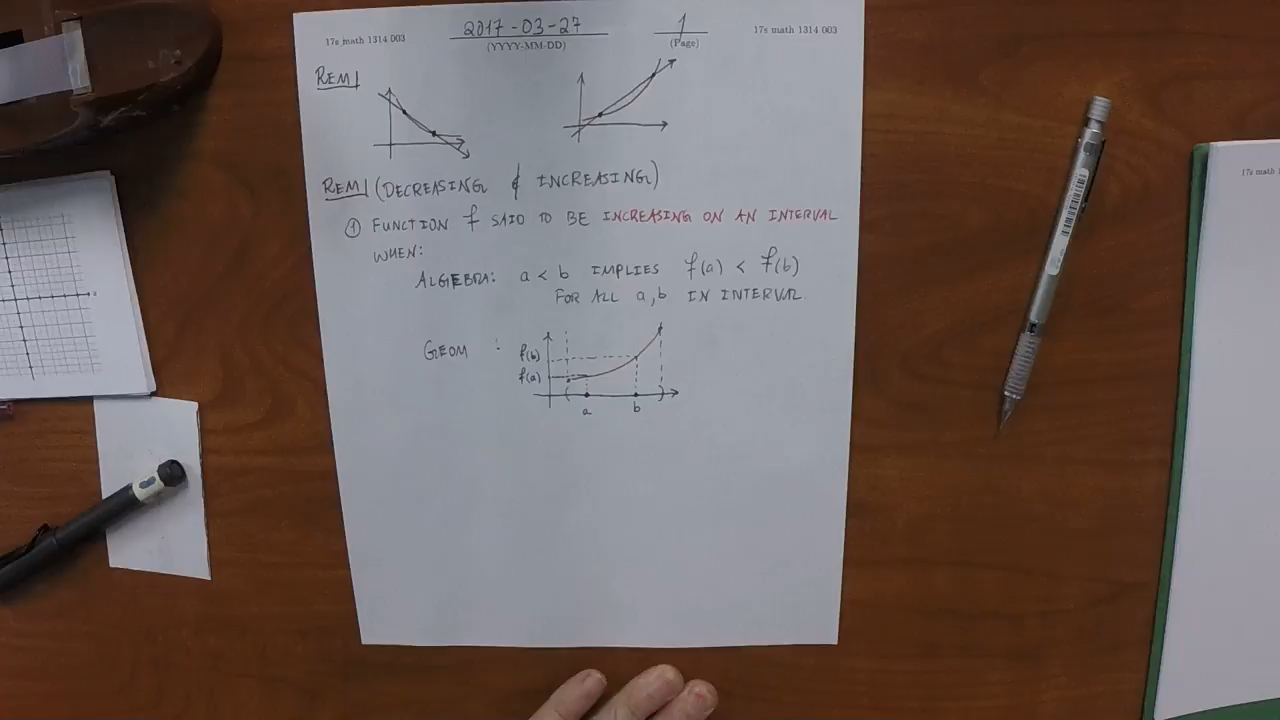 17s math 1314 003
2017-03-27
(YYYY-MM-DD)
1
(Page)
17s math 1314 003
REM
REM (DECREASING & INCREASING)
① FUNCTION f SAID TO BE INCREASING ON AN INTERVAL
WHEN:
ALGEBRA: a < b IMPLIES f(a) < f(b)
FOR ALL a, b IN INTERVAL.
GEOM :
f(b)
f(a)
a b
17s math